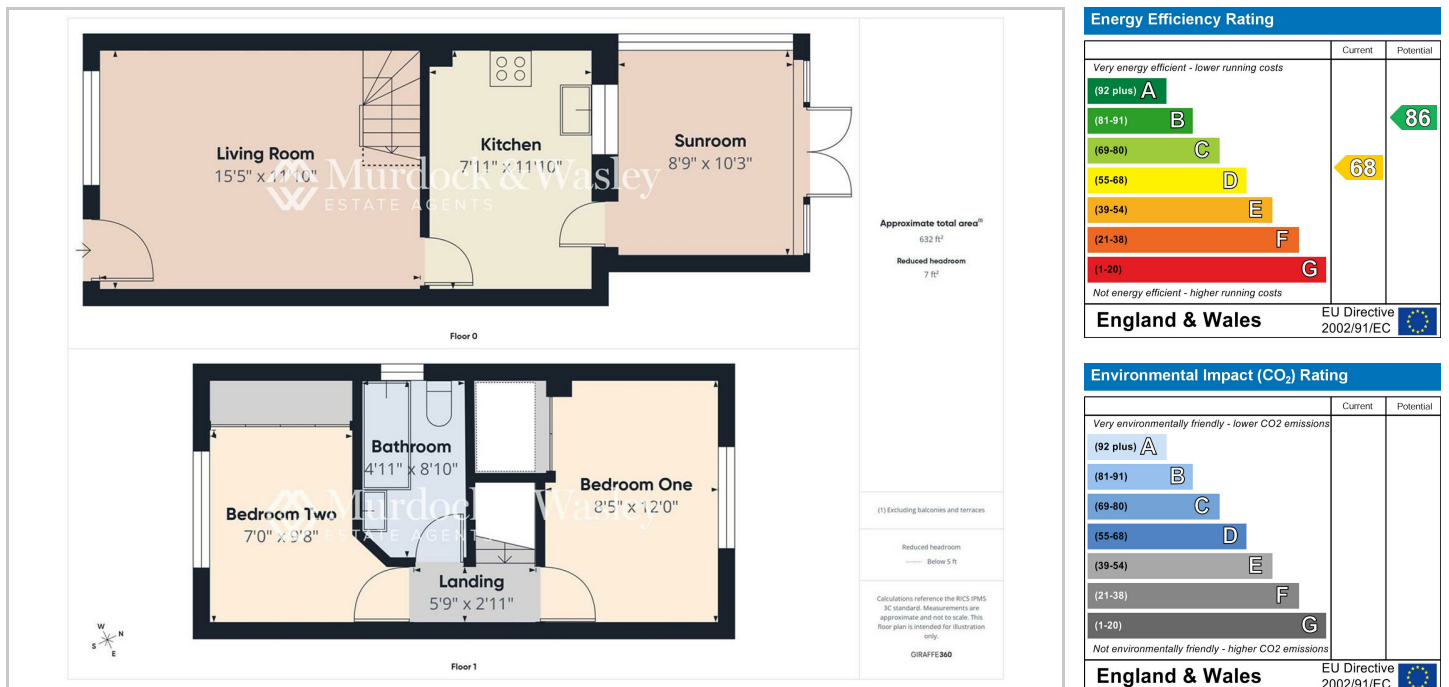 Living Room
15'5" x 11'10"
Kitchen
7'11" x 11'10"
Sunroom
8'9" x 10'3"
Murdock & Wasley
ESTATE AGENTS
Floor 0
Approximate total area(1)
632 ft²
Reduced headroom
7 ft²
Bathroom
4'11" x 8'10"
Bedroom One
8'5" x 12'0"
Bedroom Two
7'0" x 9'8"
Murdock & Wasley
ESTATE AGENTS
Landing
5'9" x 2'11"
W
N
S
E
Floor 1
(1) Excluding balconies and terraces
Reduced headroom
Below 5 ft
Calculations reference the RICS IPMS
3C standard. Measurements are
approximate and not to scale. This
floor plan is intended for illustration
only.
GIRAFFE360
Energy Efficiency Rating
Current Potential
Very energy efficient - lower running costs
(92 plus) A
(81-91) B
(69-80) C
(55-68) D
(39-54) E
(21-38) F
(1-20) G
68
86
Not energy efficient - higher running costs
England & Wales
EU Directive
2002/91/EC
Environmental Impact (CO₂) Rating
Current Potential
Very environmentally friendly - lower CO2 emissions
(92 plus) A
(81-91) B
(69-80) C
(55-68) D
(39-54) E
(21-38) F
(1-20) G
Not environmentally friendly - higher CO2 emissions
England & Wales
EU Directive
2002/91/EC